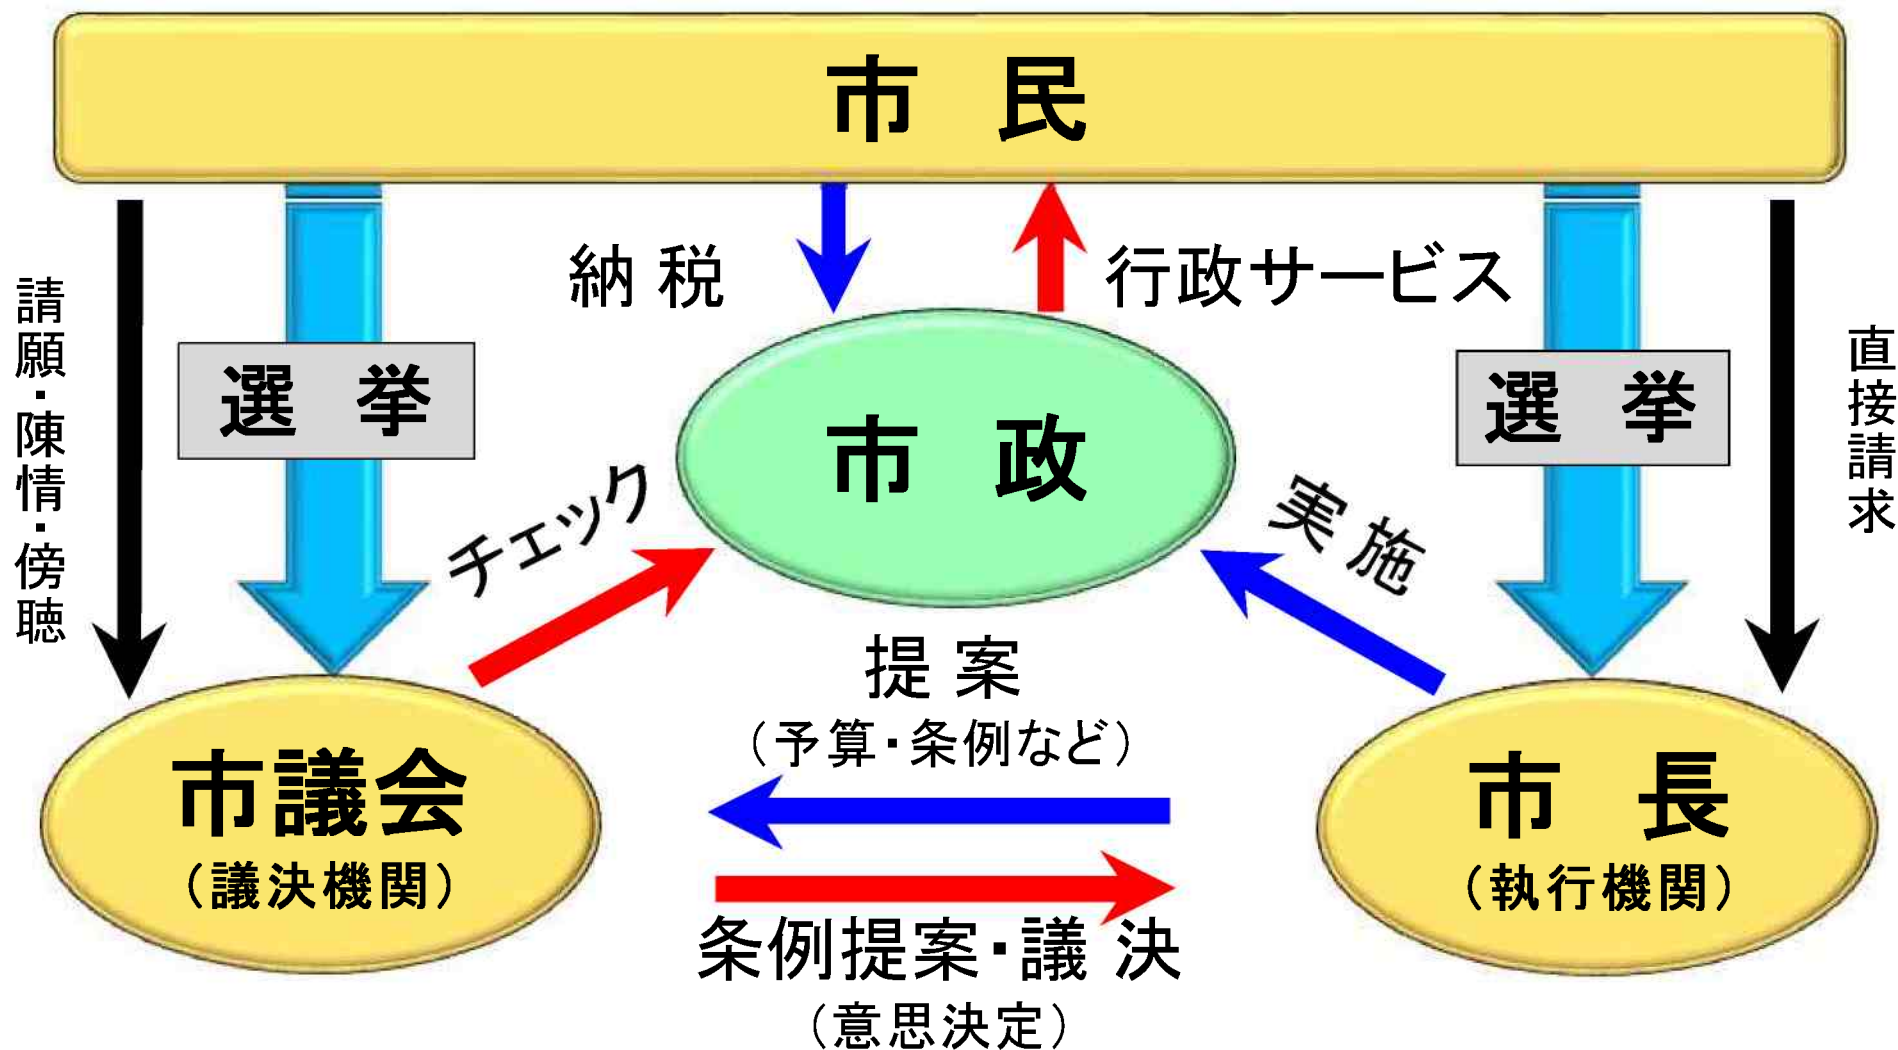 市 民
納 税
行政サービス
請願・陳情・傍聴
選 挙
市 政
選 挙
直接請求
チェック
実 施
提 案
（予算・条例など）
市議会
（議決機関）
市 長
（執行機関）
条例提案・議 決
（意思決定）